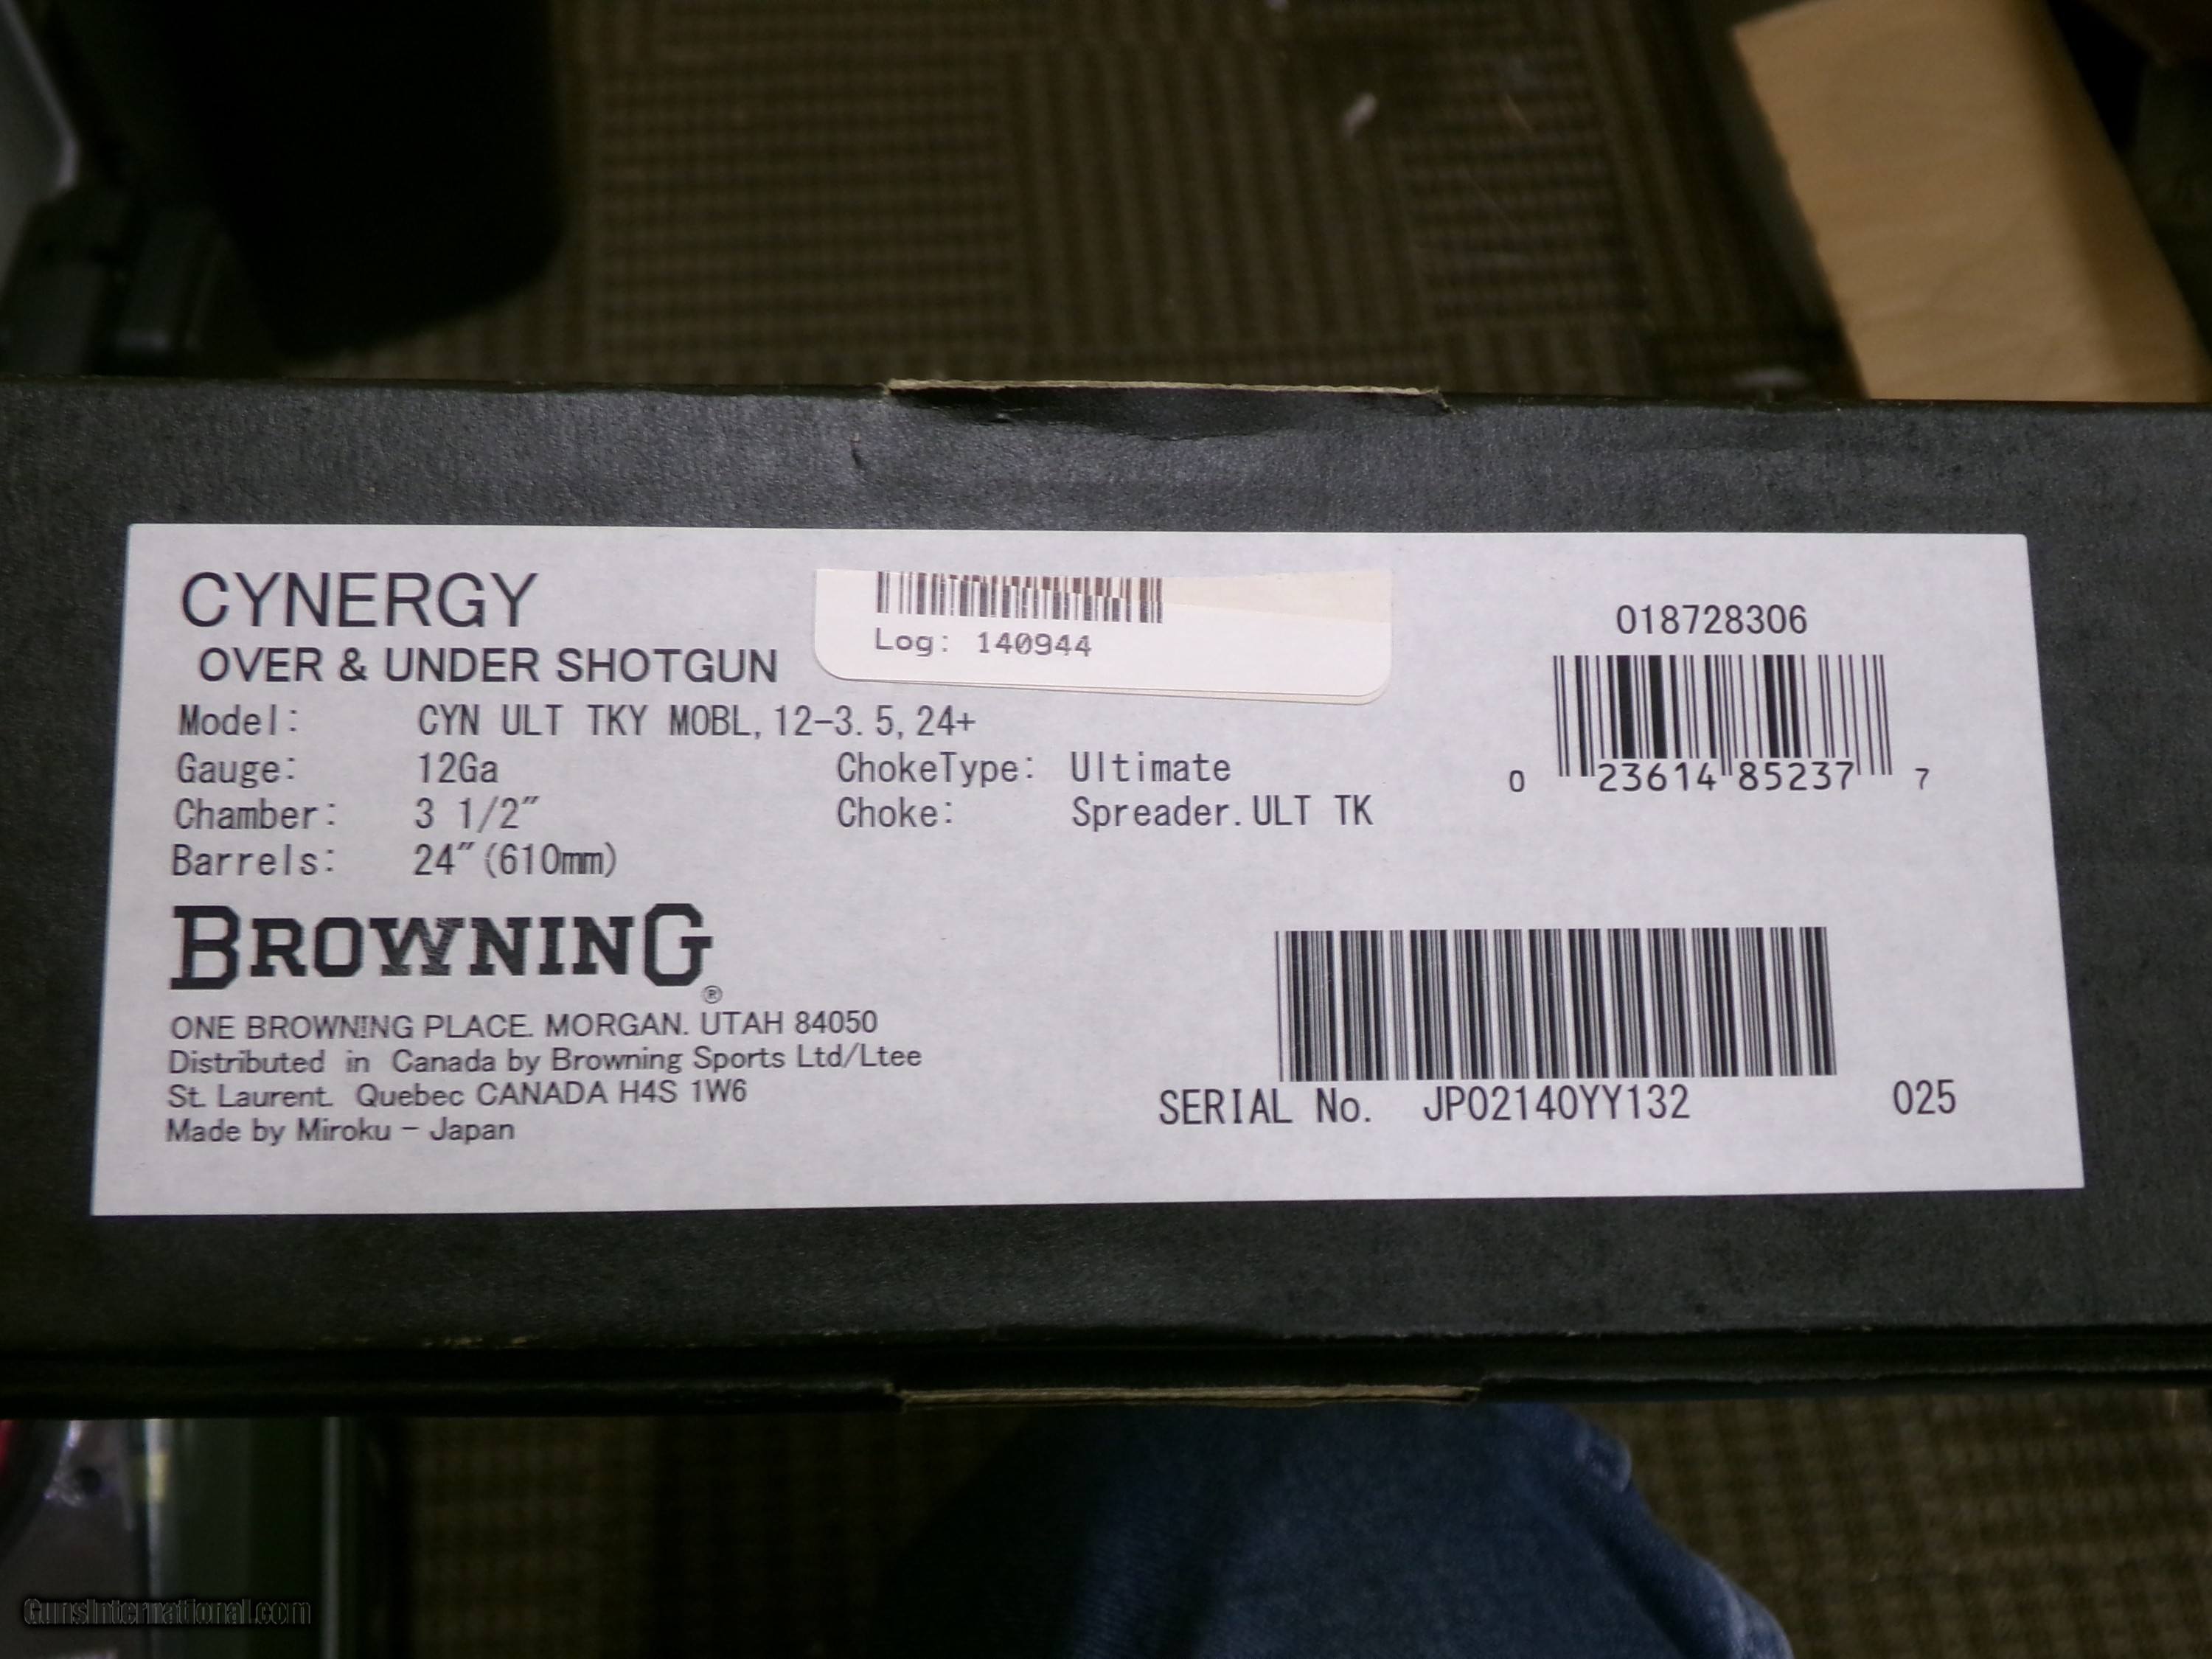 CYNERGY
OVER & UNDER SHOTGUN
Log: 140944
018728306
Model: CYN ULT TKY MOBL, 12-3.5, 24+
Gauge: 12Ga ChokeType: Ultimate
0 23614 85237 7
Chamber: 3 1/2" Choke: Spreader. ULT TK
Barrels: 24" (610mm)
BROWNING®
ONE BROWNING PLACE. MORGAN. UTAH 84050
Distributed in Canada by Browning Sports Ltd/Ltee
St. Laurent. Quebec CANADA H4S 1W6
Made by Miroku - Japan
SERIAL No. JP02140YY132 025
GunsInternational.com